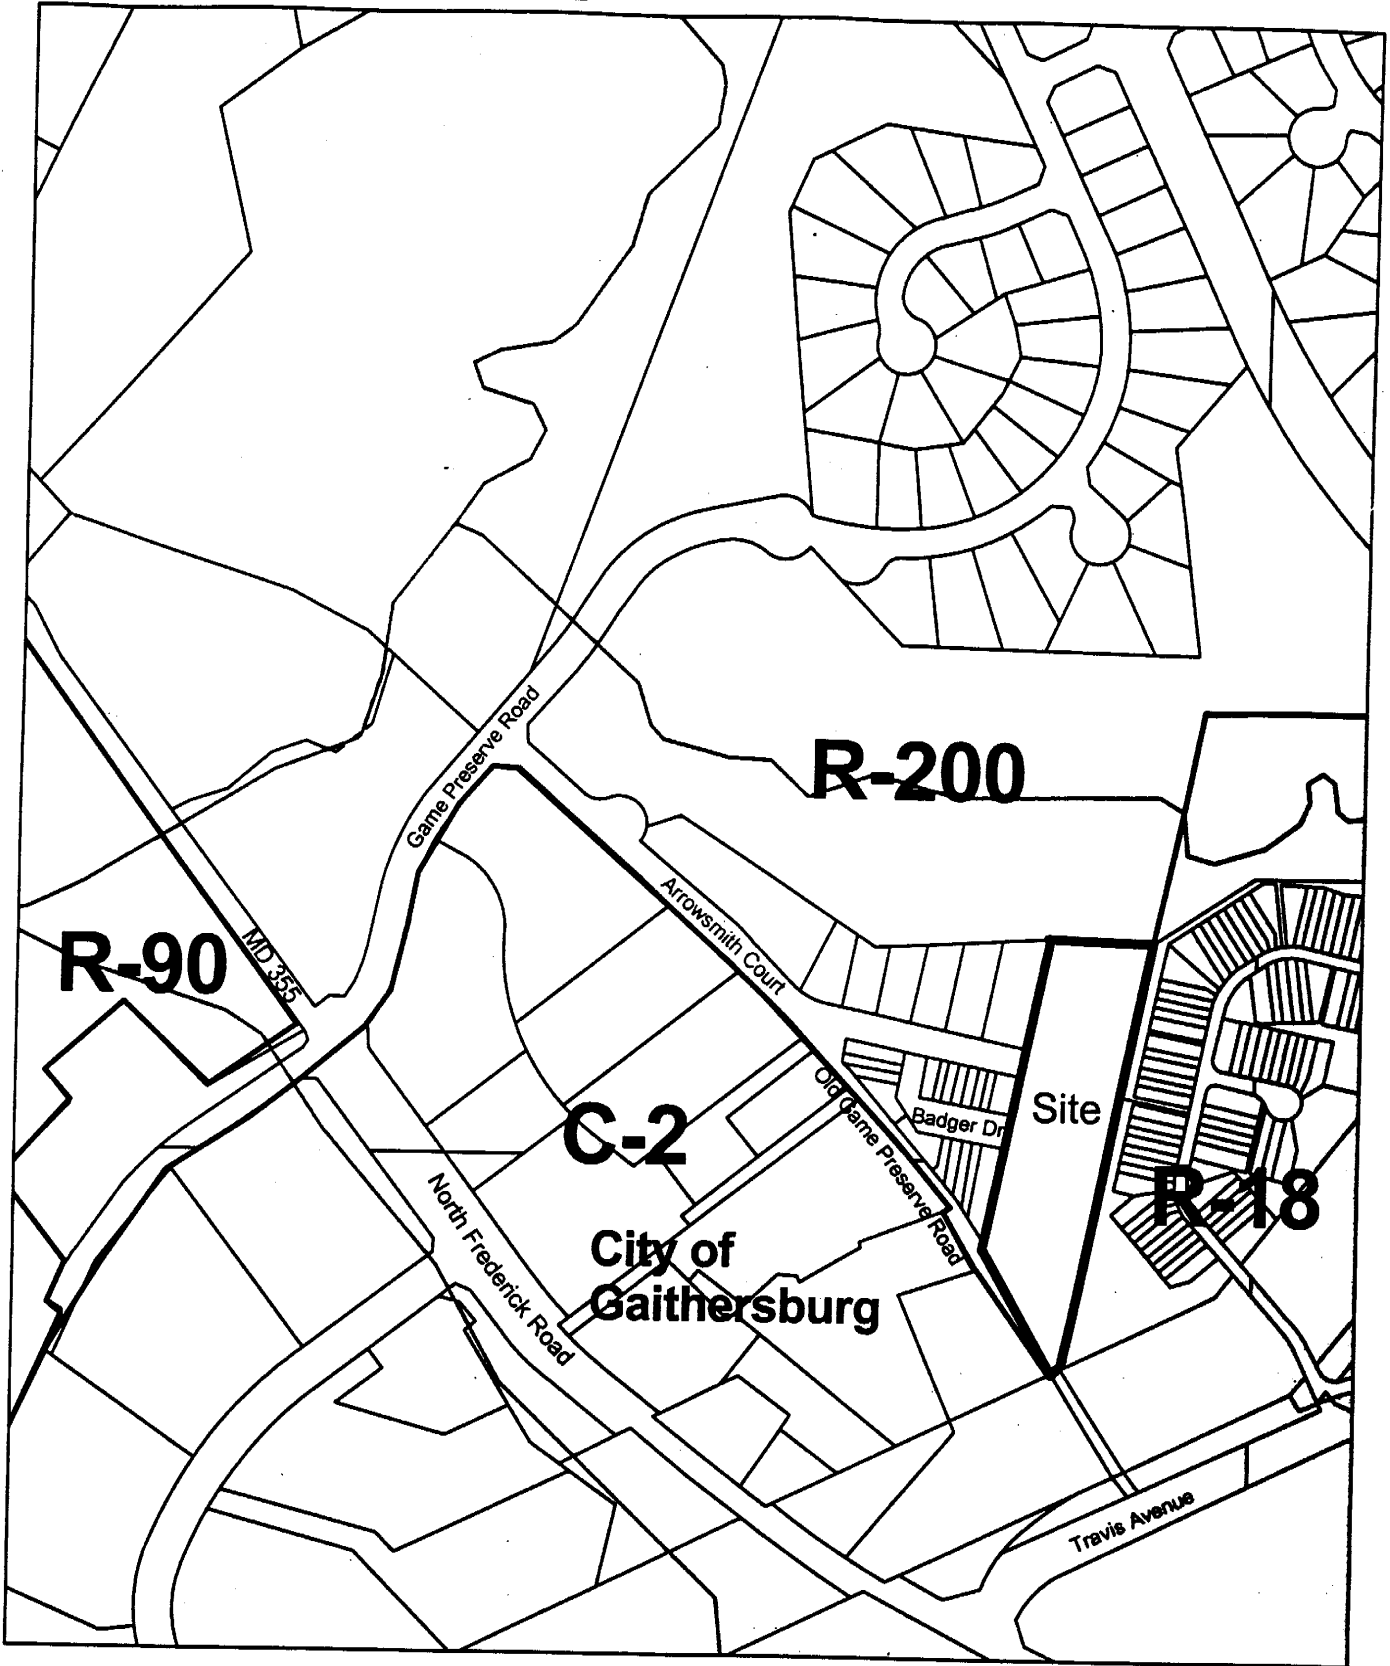 Game Preserve Road
R-200
Arrowsmith Court
R-90
MD 355
Old Game Preserve Road
Badger Dr
Site
C-2
R-18
North Frederick Road
City of
Gaithersburg
Travis Avenue